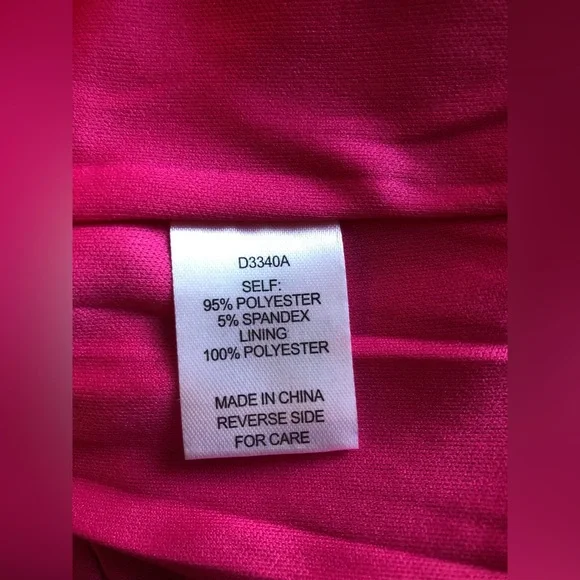 D3340A
SELF:
95% POLYESTER
5% SPANDEX
LINING
100% POLYESTER
MADE IN CHINA
REVERSE SIDE
FOR CARE